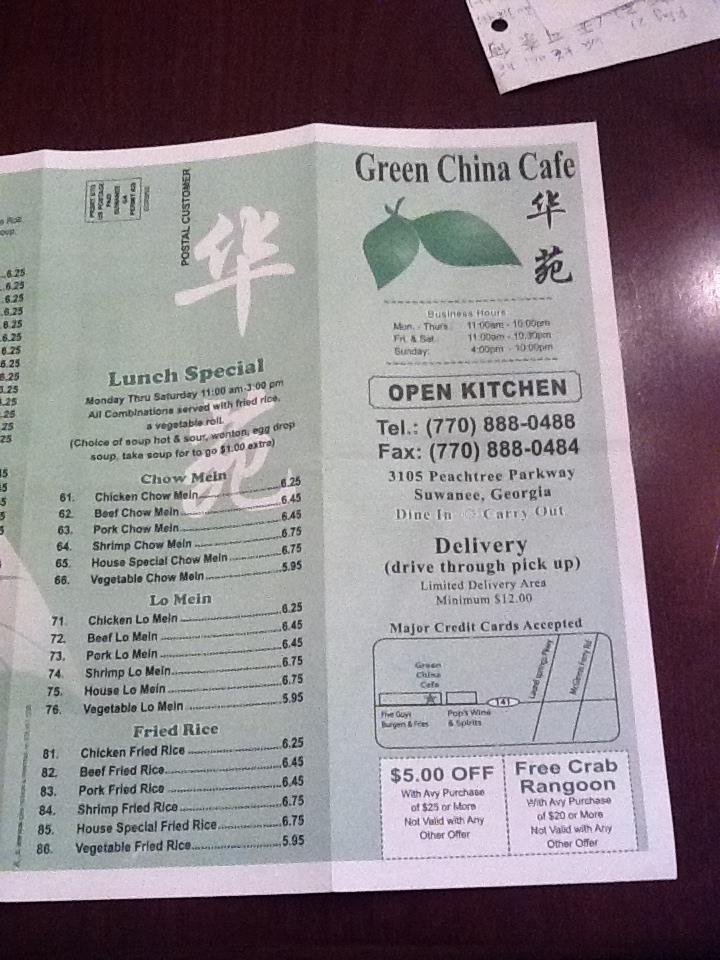 POSTAL CUSTOMER
华
苑
Lunch Special
Monday Thru Saturday 11:00 am-3:00 pm
All Combinations served with fried rice,
a vegetable roll.
(Choice of soup hot & sour, wonton, egg drop
soup, take soup for to go $1.00 extra)
Chow Mein
61. Chicken Chow Mein 6.25
62. Beef Chow Mein 6.45
63. Pork Chow Mein 6.45
64. Shrimp Chow Mein 6.75
65. House Special Chow Mein 6.75
66. Vegetable Chow Mein 5.95
Lo Mein
71. Chicken Lo Mein 6.25
72. Beef Lo Mein 6.45
73. Pork Lo Mein 6.45
74. Shrimp Lo Mein 6.75
75. House Lo Mein 6.75
76. Vegetable Lo Mein 5.95
Fried Rice
81. Chicken Fried Rice 6.25
82. Beef Fried Rice 6.45
83. Pork Fried Rice 6.45
84. Shrimp Fried Rice 6.75
85. House Special Fried Rice 6.75
86. Vegetable Fried Rice 5.95
Green China Cafe
华
苑
Business Hours
Mon. - Thurs. 11:00am - 10:00pm
Fri. & Sat. 11:00am - 10:30pm
Sunday: 4:00pm - 10:00pm
OPEN KITCHEN
Tel.: (770) 888-0488
Fax: (770) 888-0484
3105 Peachtree Parkway
Suwanee, Georgia
Dine In Carry Out
Delivery
(drive through pick up)
Limited Delivery Area
Minimum $12.00
Major Credit Cards Accepted
Green
China
Cafe
141
Laurel Springs Pkwy
McGinnis Ferry Rd
Five Guys
Burgers & Fries
Pop's Wine
& Spirits
$5.00 OFF
With Avy Purchase
of $25 or More
Not Valid with Any
Other Offer
Free Crab
Rangoon
With Avy Purchase
of $20 or More
Not Valid with Any
Other Offer